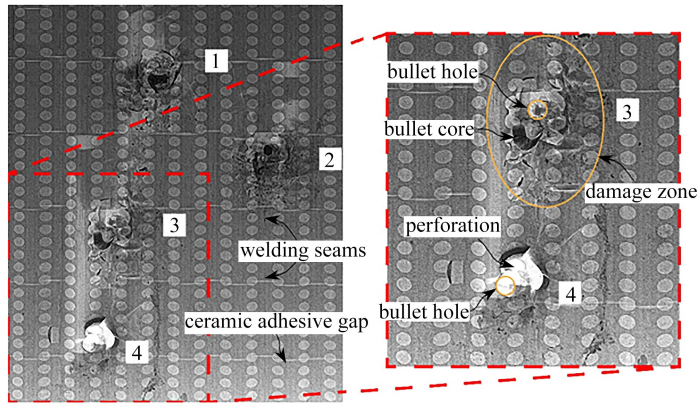 1
2
3
welding seams
ceramic adhesive gap
4
bullet hole
3
bullet core
damage zone
perforation
4
bullet hole